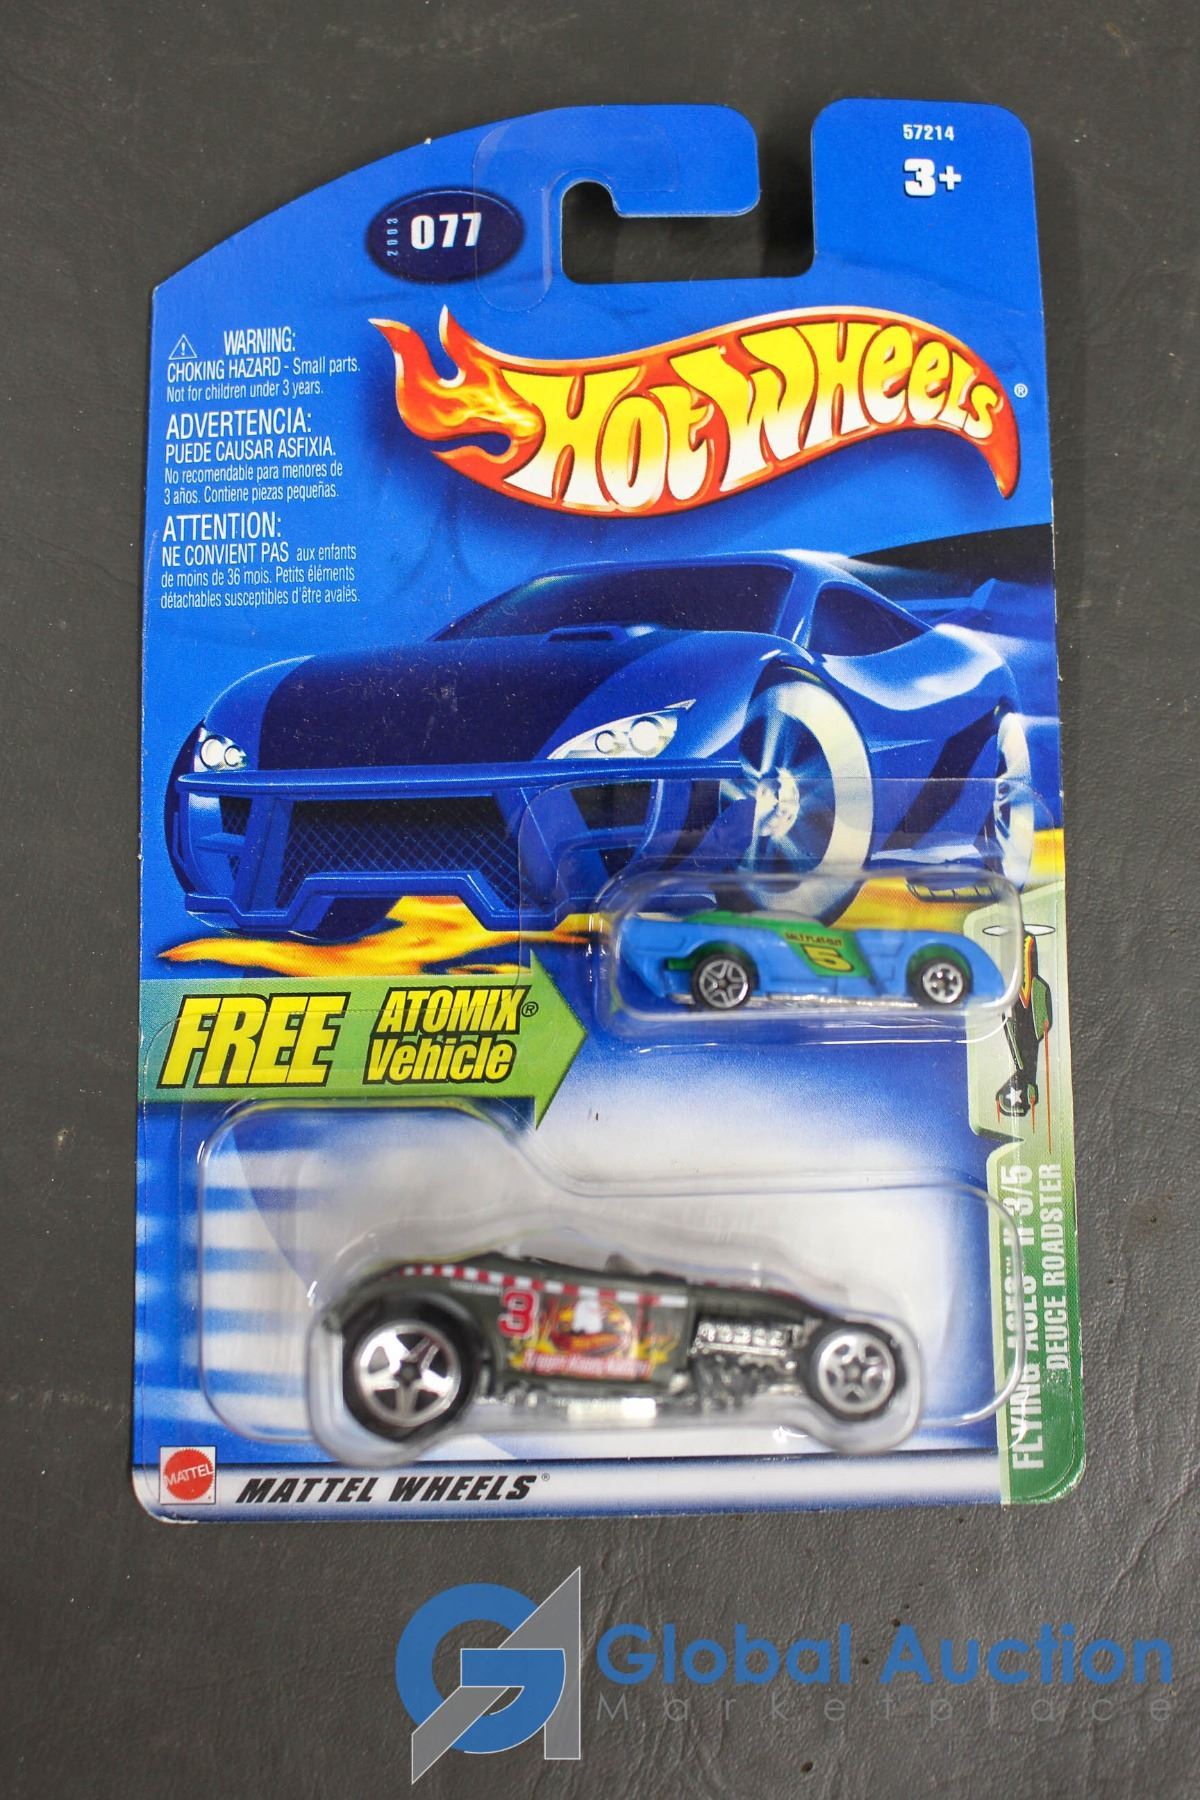 57214
3+
2003
077
HOT WHEELS®
WARNING:
CHOKING HAZARD - Small parts.
Not for children under 3 years.
ADVERTENCIA:
PUEDE CAUSAR ASFIXIA.
No recomendable para menores de
3 años. Contiene piezas pequeñas.
ATTENTION:
NE CONVIENT PAS aux enfants
de moins de 36 mois. Petits éléments
détachables susceptibles d'être avalés.
5
FREE ATOMIX® Vehicle
3
FLYING ACES 3/5
DEUCE ROADSTER
MATTEL
MATTEL WHEELS®
GA
Global Auction
Marketplace